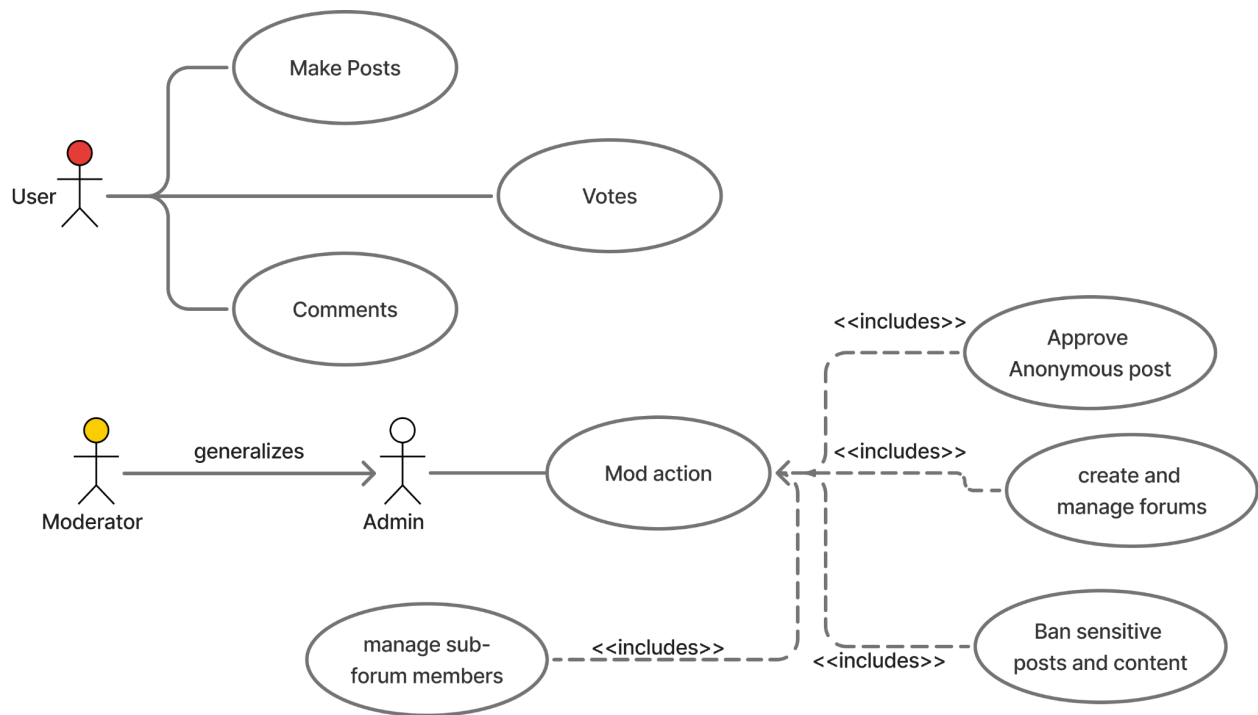 Make Posts
User
Votes
Comments
<<includes>>
Approve
Anonymous post
generalizes
<<includes>>
Mod action
create and
manage forums
Moderator
Admin
manage sub-
forum members
<<includes>>
<<includes>>
Ban sensitive
posts and content